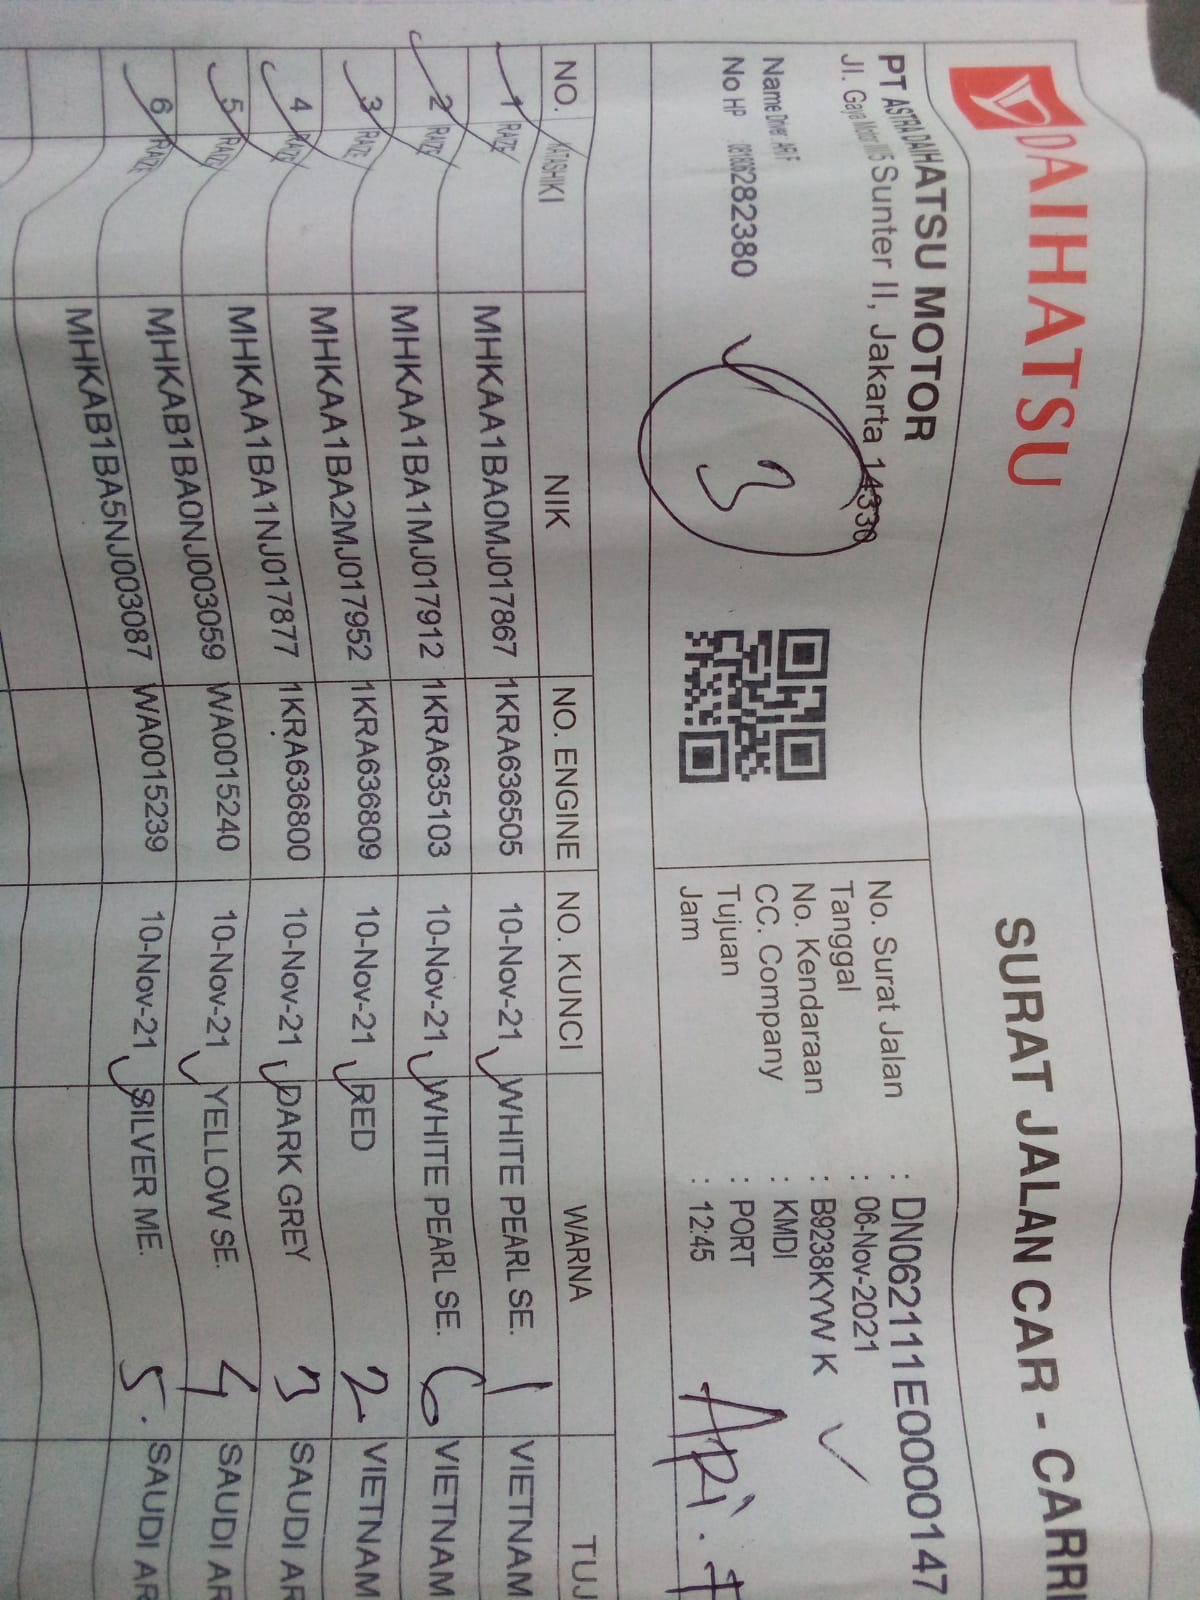 DAIHATSU
SURAT JALAN CAR - CARRI
PT ASTRA DAIHATSU MOTOR
Jl. Gaya Motor III/5 Sunter II, Jakarta 14330
Name Driver : ARI F
No HP : 081806282380
3
No. Surat Jalan : DN062111E0000147
Tanggal : 06-Nov-2021
No. Kendaraan : B9238KYW K
CC. Company : KMDI
Tujuan : PORT
Jam : 12:45
Ari. F
NO. KATASHIKI NIK NO. ENGINE NO. KUNCI WARNA TUJ
1 RAIZE MHKAA1BA0MJ017867 1KRA636505 10-Nov-21 WHITE PEARL SE. 1 VIETNAM
2 RAIZE MHKAA1BA1MJ017912 1KRA635103 10-Nov-21 WHITE PEARL SE. 6 VIETNAM
3 RAIZE MHKAA1BA2MJ017952 1KRA636809 10-Nov-21 RED 2 VIETNAM
4 RAIZE MHKAA1BA1NJ017877 1KRA636800 10-Nov-21 DARK GREY 3 SAUDI AR
5 RAIZE MHKAB1BA0NJ003059 WA0015240 10-Nov-21 YELLOW SE. 4 SAUDI AR
6 RAIZE MHKAB1BA5NJ003087 WA0015239 10-Nov-21 SILVER ME. 5. SAUDI AR